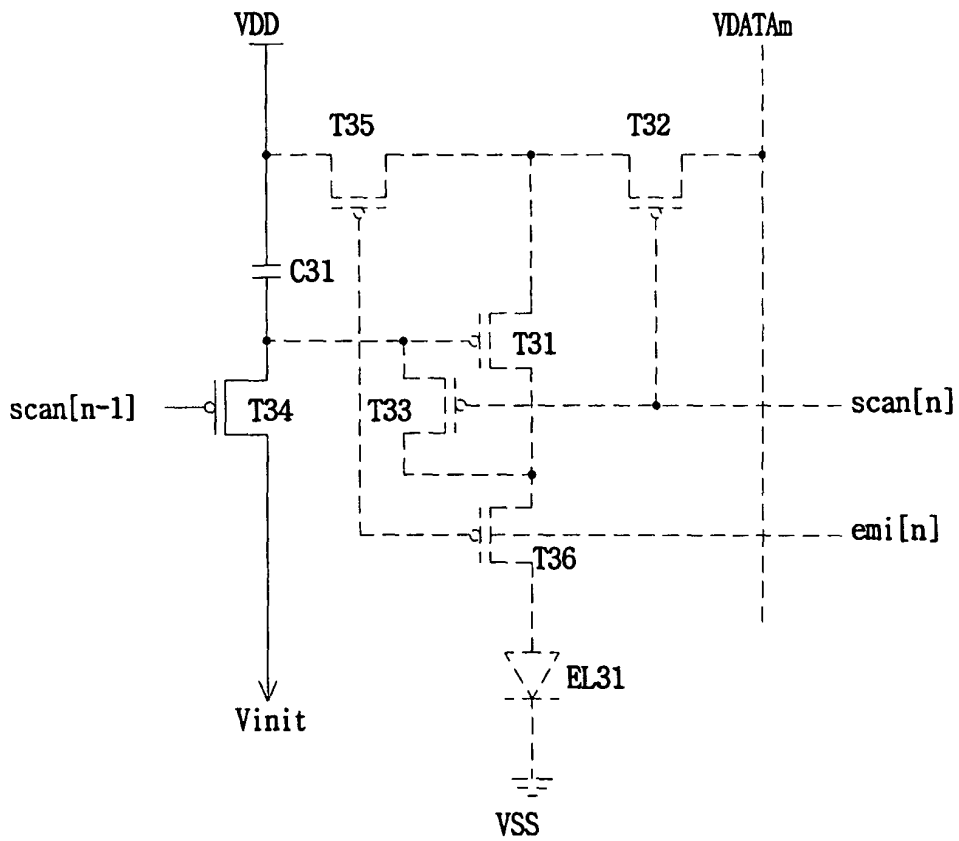 VDD
VDATAm
T35
T32
C31
T31
scan[n-1]
T34
T33
scan[n]
emi[n]
T36
EL31
Vinit
VSS